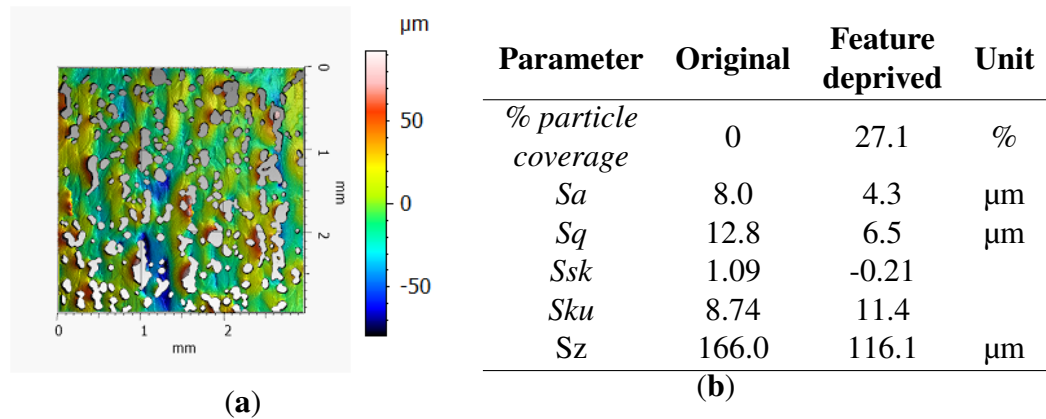 µm
50
0
-50
0
1
2
mm
0
1
2
mm
(a)
Parameter Original Feature deprived Unit
% particle coverage 0 27.1 %
Sa 8.0 4.3 µm
Sq 12.8 6.5 µm
Ssk 1.09 -0.21
Sku 8.74 11.4
Sz 166.0 116.1 µm
(b)